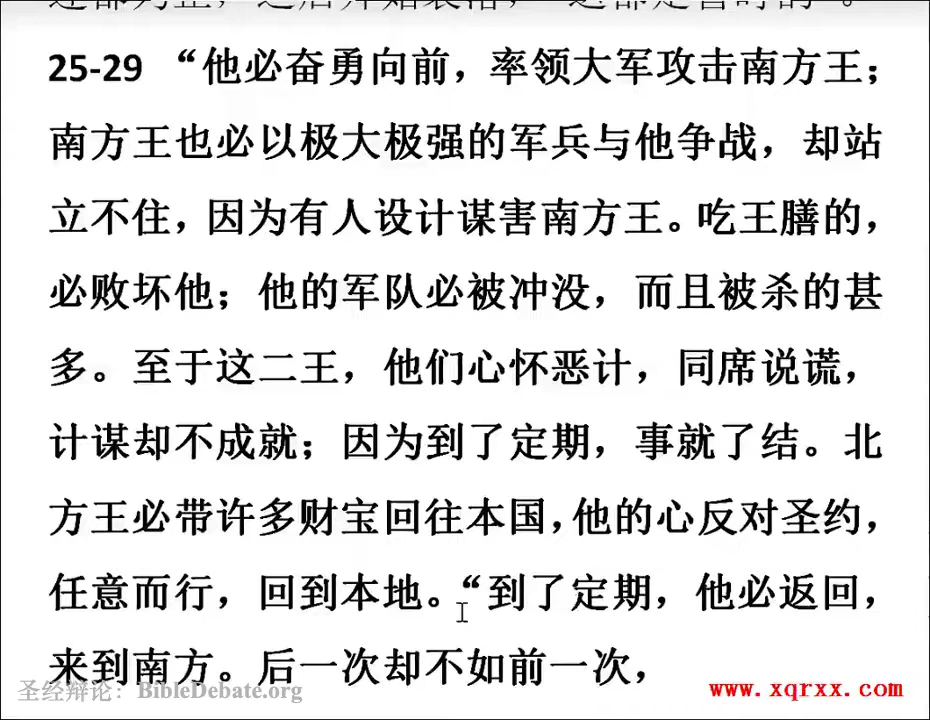 25-29 “他必奋勇向前，率领大军攻击南方王；
南方王也必以极大极强的军兵与他争战，却站
立不住，因为有人设计谋害南方王。吃王膳的，
必败坏他；他的军队必被冲没，而且被杀的甚
多。至于这二王，他们心怀恶计，同席说谎，
计谋却不成就；因为到了定期，事就了结。北
方王必带许多财宝回往本国，他的心反对圣约，
任意而行，回到本地。“到了定期，他必返回，
来到南方。后一次却不如前一次，
圣经辩论：BibleDebate.org
www.xqrxx.com